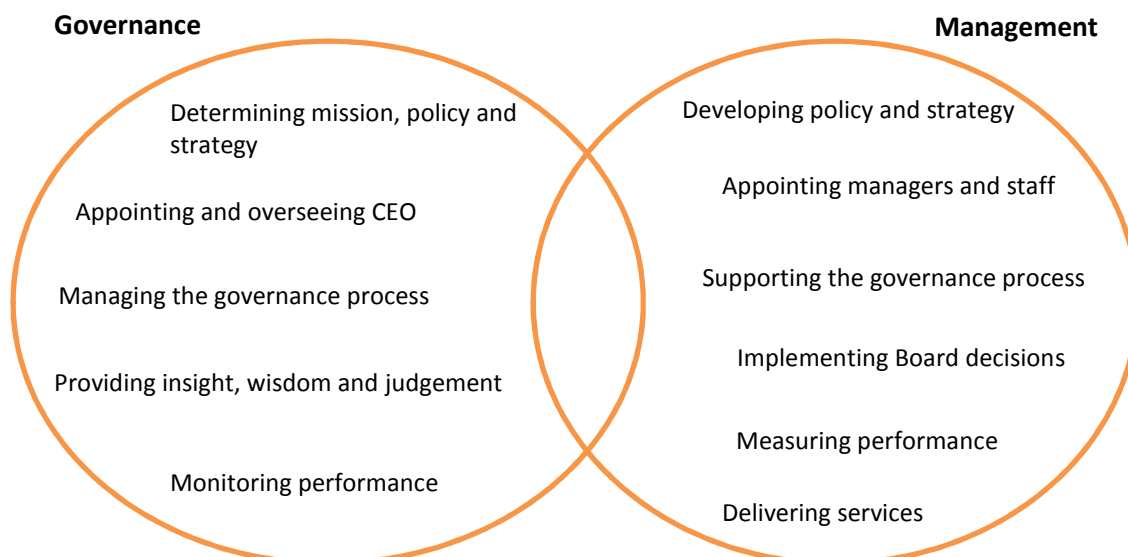 Governance
Management
Determining mission, policy and
strategy
Appointing and overseeing CEO
Managing the governance process
Providing insight, wisdom and judgement
Monitoring performance
Developing policy and strategy
Appointing managers and staff
Supporting the governance process
Implementing Board decisions
Measuring performance
Delivering services